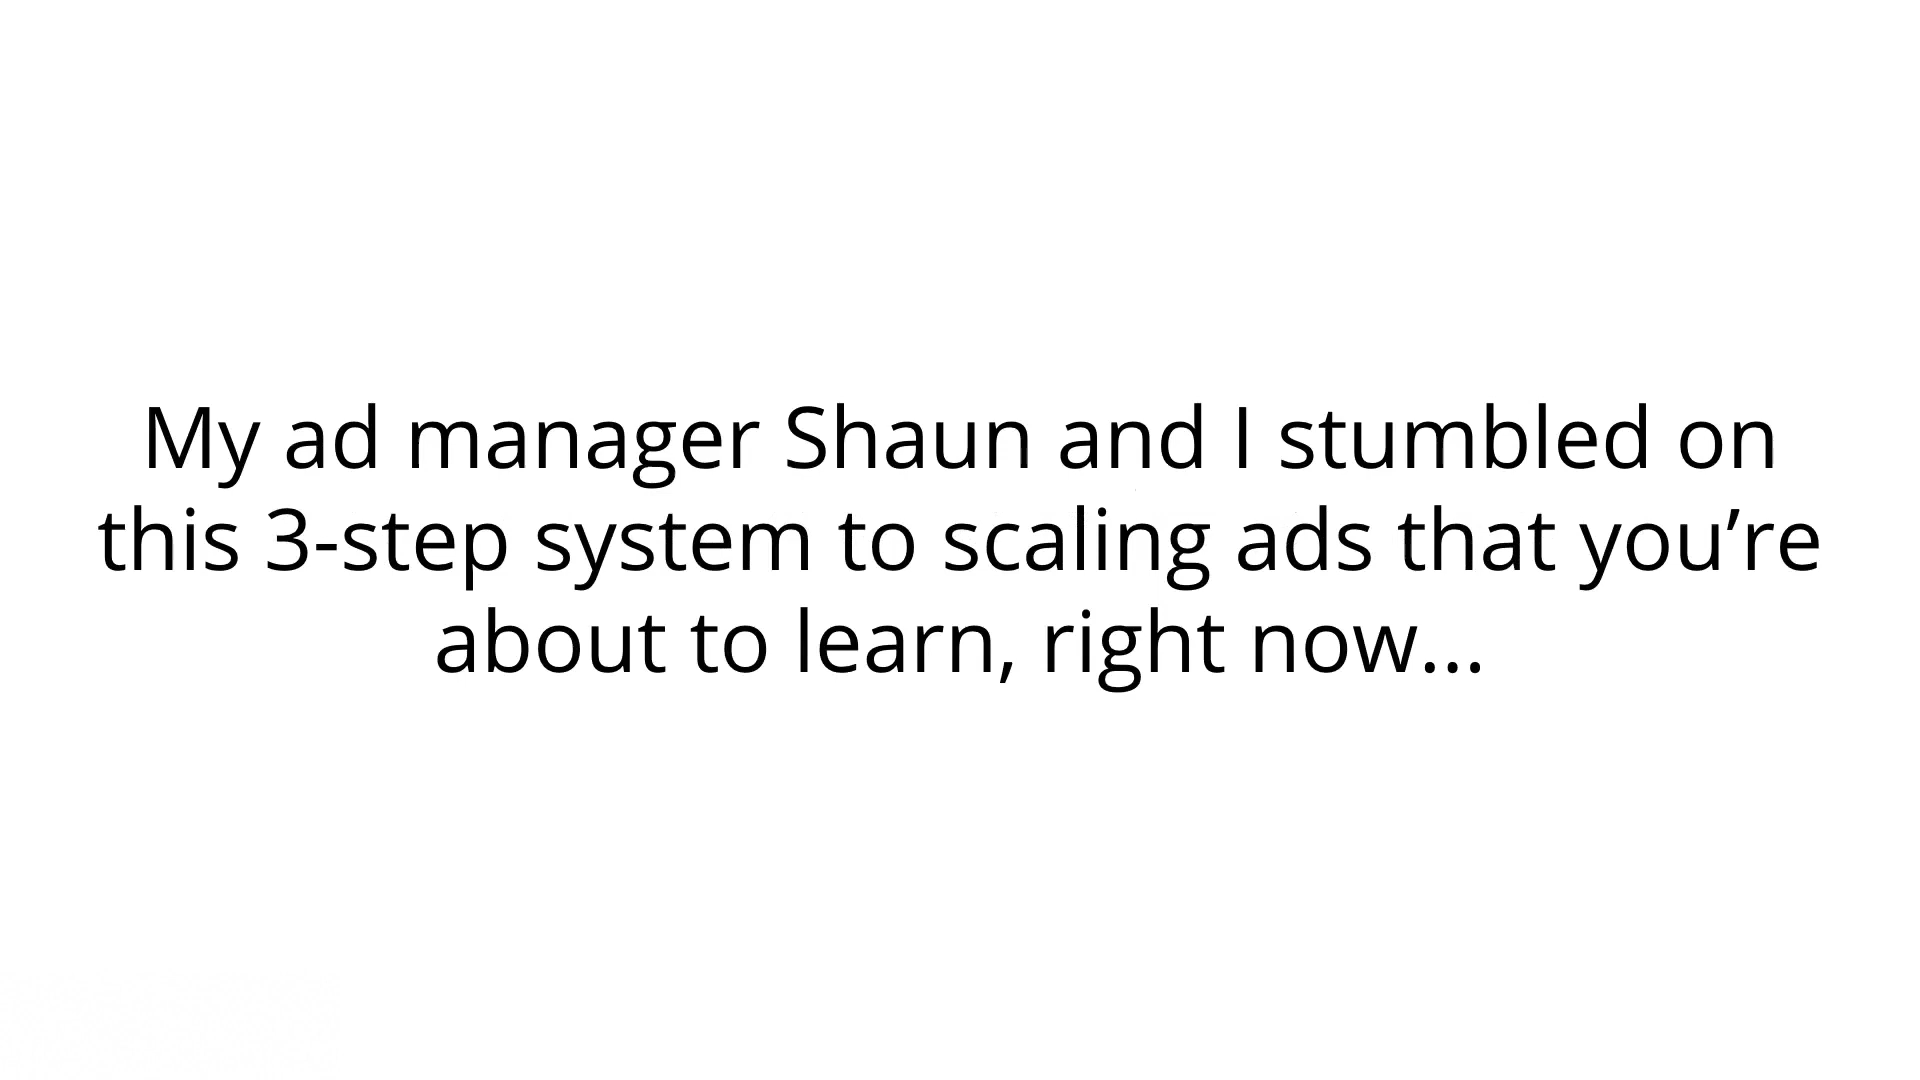 My ad manager Shaun and I stumbled on
this 3-step system to scaling ads that you’re
about to learn, right now...